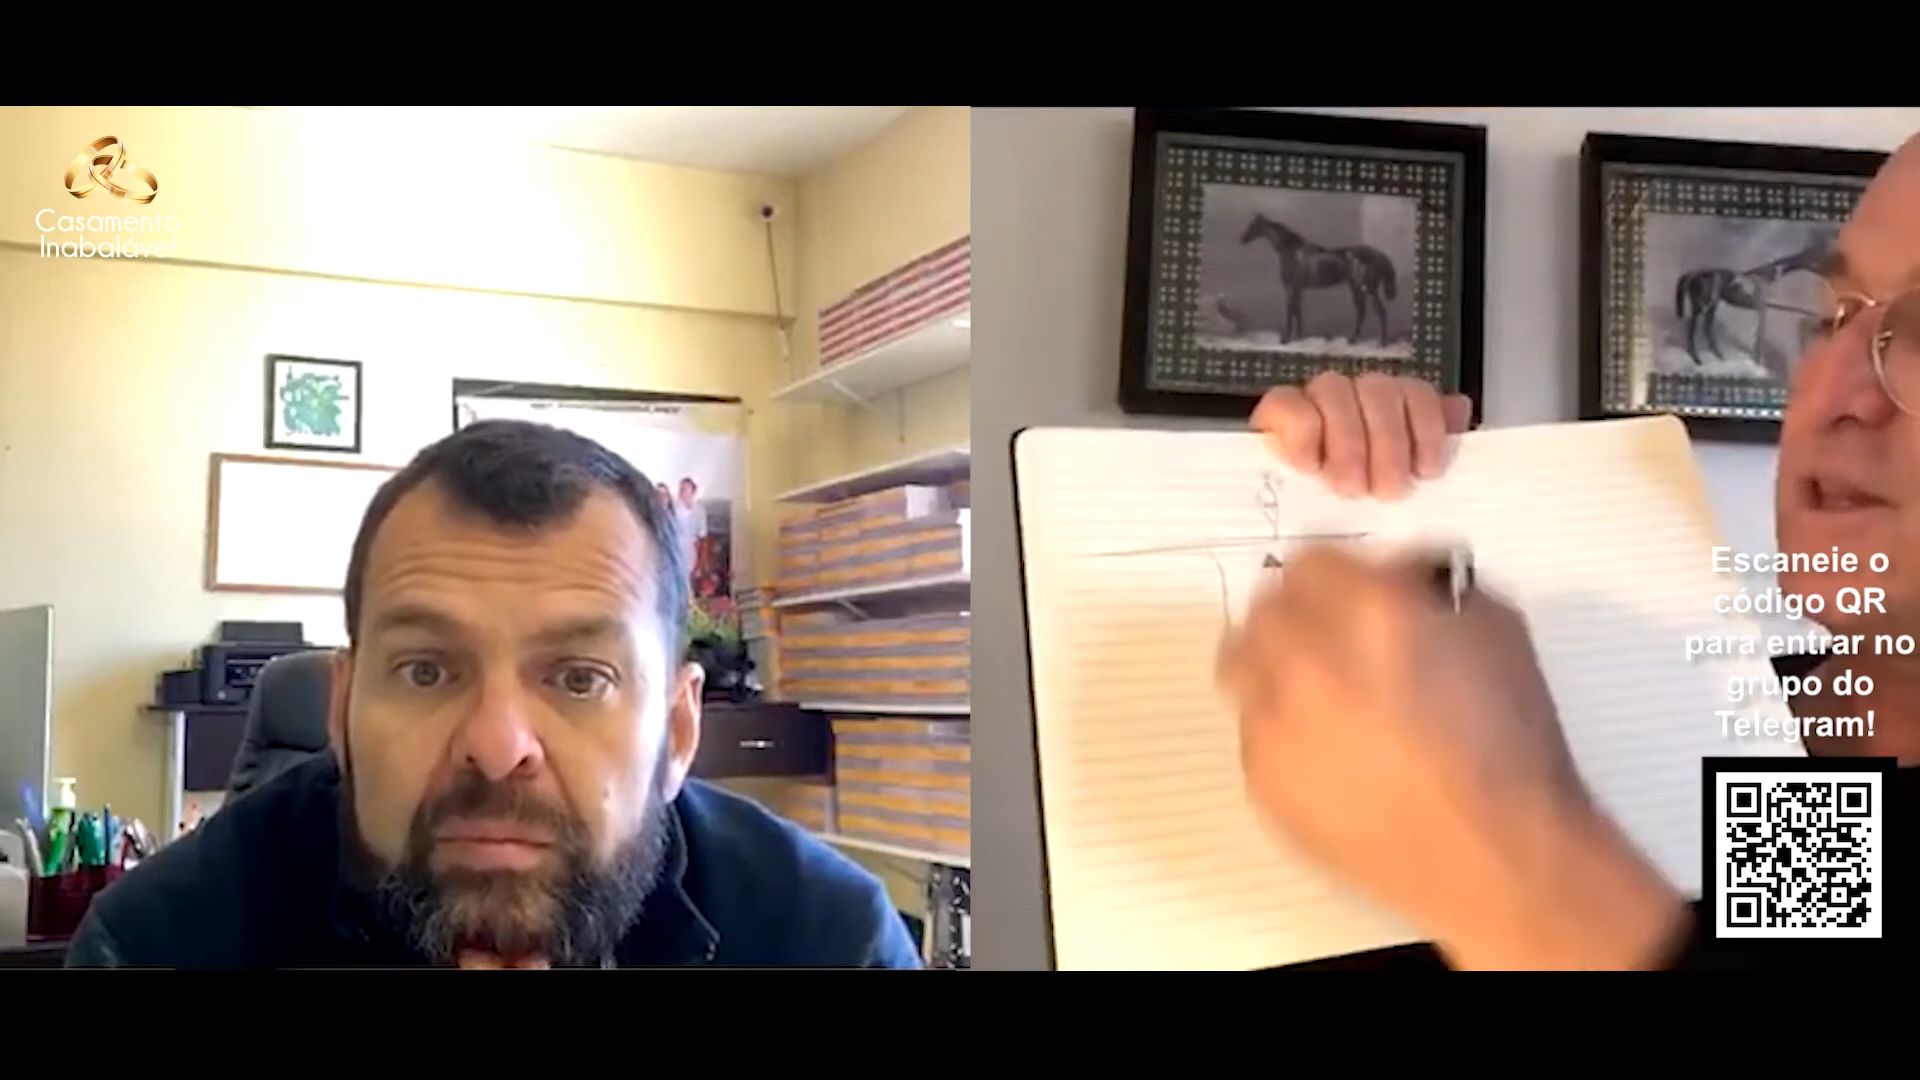 Casamento
Inabalável
Escaneie o
código QR
para entrar no
grupo do
Telegram!